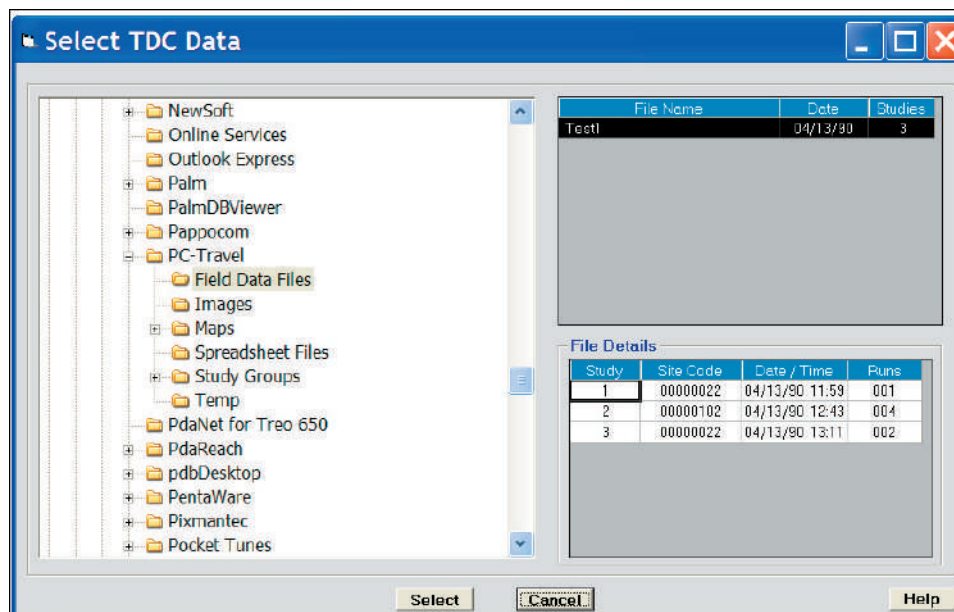 Select TDC Data
NewSoft
Online Services
Outlook Express
Palm
PalmDBViewer
Pappocom
PC-Travel
Field Data Files
Images
Maps
Spreadsheet Files
Study Groups
Temp
PdaNet for Treo 650
PdaReach
pdbDesktop
PentaWare
Pixmantec
Pocket Tunes
File Name Date Studies
Test1 04/13/90 3
File Details
Study Site Code Date / Time Runs
1 00000022 04/13/90 11:59 001
2 00000102 04/13/90 12:43 004
3 00000022 04/13/90 13:11 002
Select Cancel Help